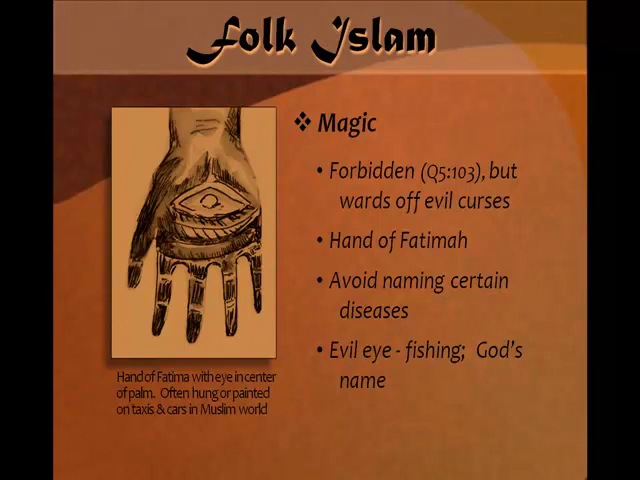 Folk Islam
❖ Magic
• Forbidden (Q5:103), but
wards off evil curses
• Hand of Fatimah
• Avoid naming certain
diseases
• Evil eye - fishing; God's
name
Hand of Fatima with eye in center
of palm. Often hung or painted
on taxis & cars in Muslim world